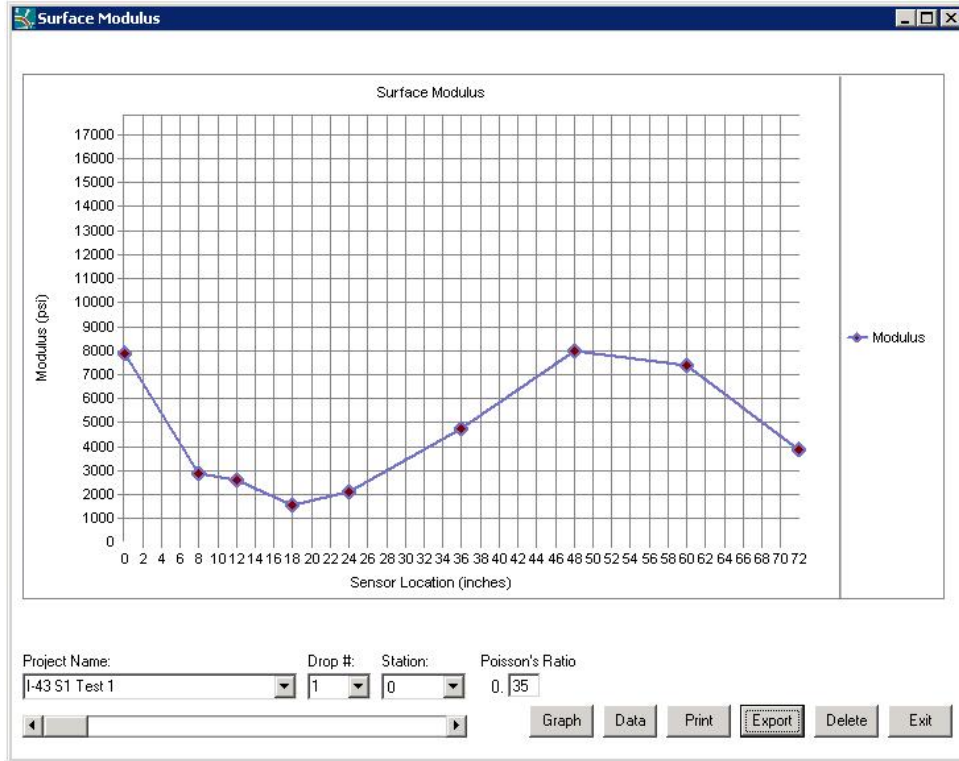 Surface Modulus
Surface Modulus
17000
16000
15000
14000
13000
12000
11000
10000
9000
8000
7000
6000
5000
4000
3000
2000
1000
0
Modulus (psi)
Modulus
0 2 4 6 8 10 12 14 16 18 20 22 24 26 28 30 32 34 36 38 40 42 44 46 48 50 52 54 56 58 60 62 64 66 68 70 72
Sensor Location (inches)
Project Name: Drop #: Station: Poisson's Ratio
I-43 S1 Test 1 1 0 0. 35
Graph Data Print Export Delete Exit